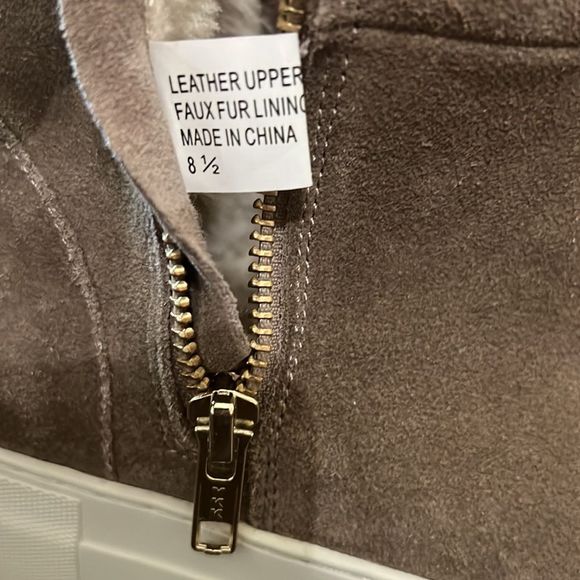 LEATHER UPPER
FAUX FUR LINING
MADE IN CHINA
8 ½